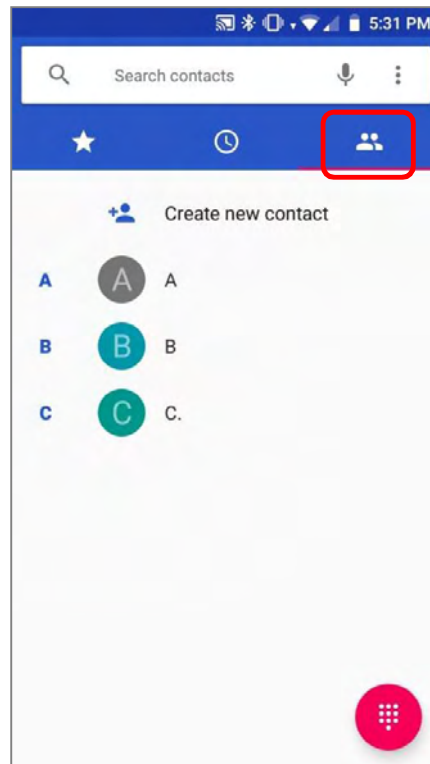 5:31 PM
Search contacts
Create new contact
A A A
B B B
C C C.